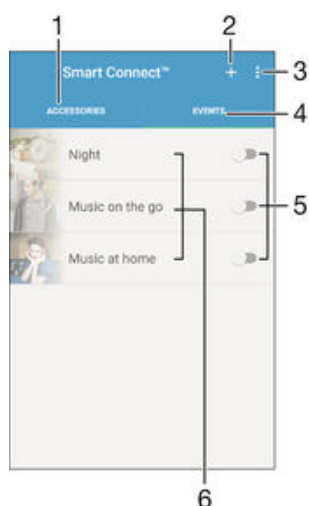 1
2
Smart Connect™ + 3
ACCESSORIES EVENTS 4
Night
Music on the go 5
Music at home
6